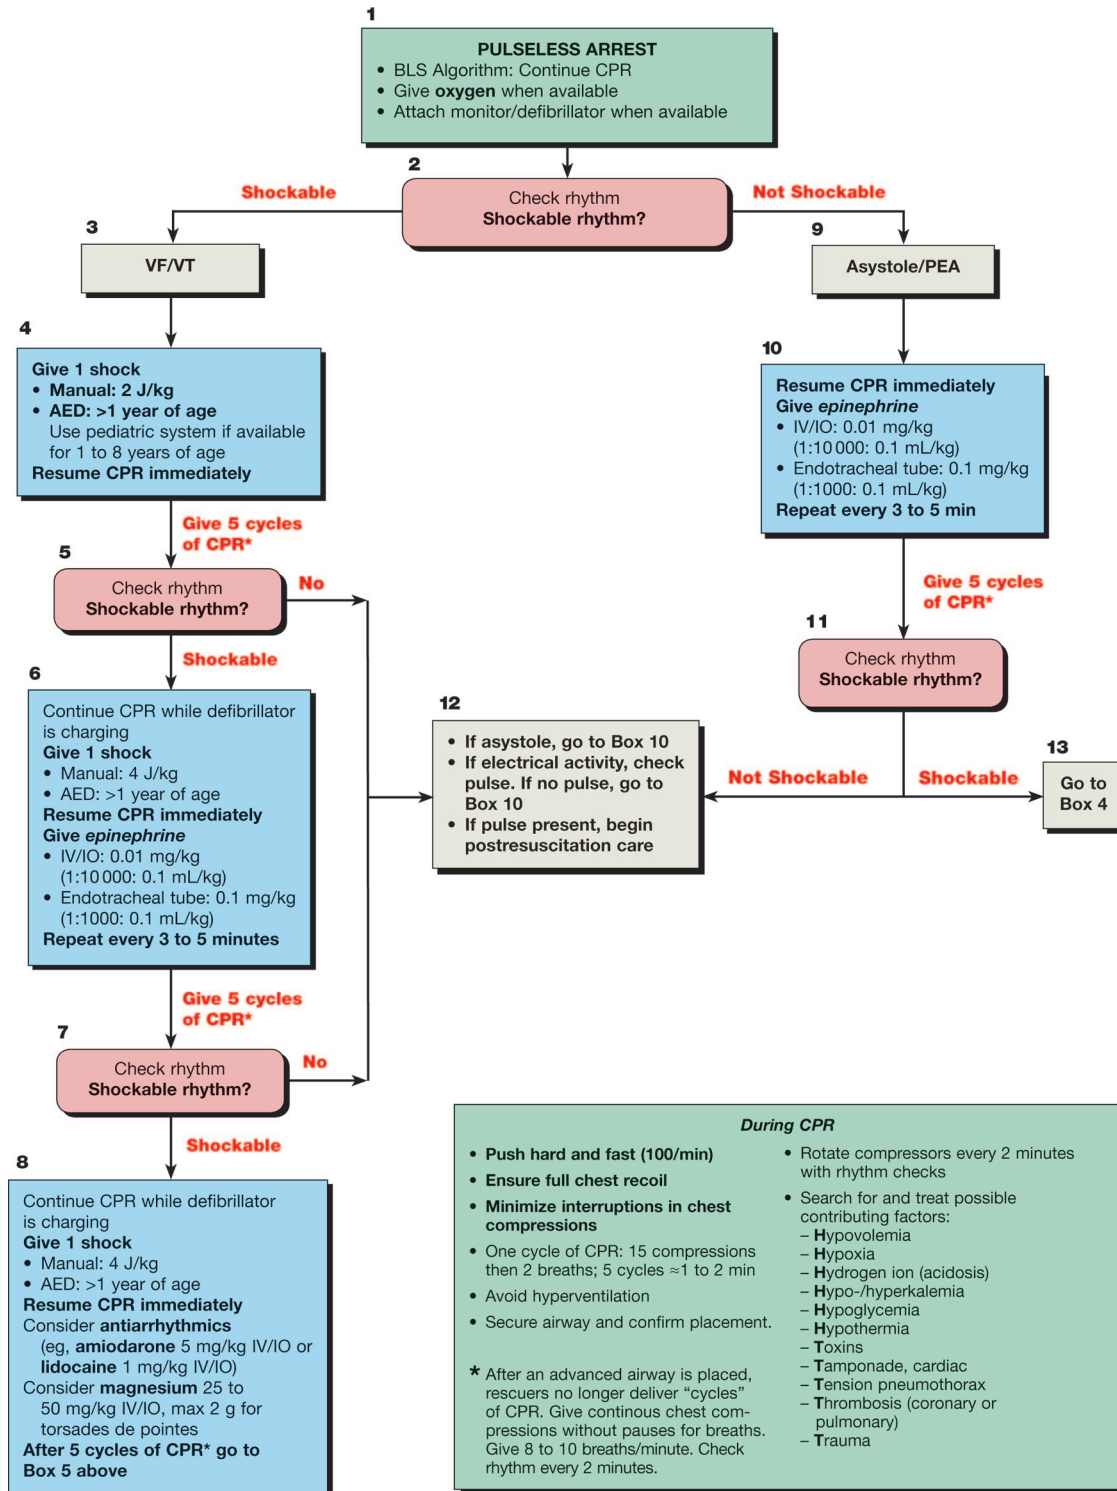 1
PULSELESS ARREST
• BLS Algorithm: Continue CPR
• Give oxygen when available
• Attach monitor/defibrillator when available
2
Check rhythm
Shockable rhythm?
Shockable
Not Shockable
3
VF/VT
9
Asystole/PEA
4
Give 1 shock
• Manual: 2 J/kg
• AED: >1 year of age
Use pediatric system if available
for 1 to 8 years of age
Resume CPR immediately
10
Resume CPR immediately
Give epinephrine
• IV/IO: 0.01 mg/kg
(1:10 000: 0.1 mL/kg)
• Endotracheal tube: 0.1 mg/kg
(1:1000: 0.1 mL/kg)
Repeat every 3 to 5 min
Give 5 cycles
of CPR*
5
Check rhythm
Shockable rhythm?
No
Shockable
Give 5 cycles
of CPR*
11
Check rhythm
Shockable rhythm?
6
Continue CPR while defibrillator
is charging
Give 1 shock
• Manual: 4 J/kg
• AED: >1 year of age
Resume CPR immediately
Give epinephrine
• IV/IO: 0.01 mg/kg
(1:10 000: 0.1 mL/kg)
• Endotracheal tube: 0.1 mg/kg
(1:1000: 0.1 mL/kg)
Repeat every 3 to 5 minutes
12
• If asystole, go to Box 10
• If electrical activity, check
pulse. If no pulse, go to
Box 10
• If pulse present, begin
postresuscitation care
Not Shockable
Shockable
13
Go to
Box 4
Give 5 cycles
of CPR*
7
Check rhythm
Shockable rhythm?
No
Shockable
8
Continue CPR while defibrillator
is charging
Give 1 shock
• Manual: 4 J/kg
• AED: >1 year of age
Resume CPR immediately
Consider antiarrhythmics
(eg, amiodarone 5 mg/kg IV/IO or
lidocaine 1 mg/kg IV/IO)
Consider magnesium 25 to
50 mg/kg IV/IO, max 2 g for
torsades de pointes
After 5 cycles of CPR* go to
Box 5 above
During CPR
• Push hard and fast (100/min)
• Ensure full chest recoil
• Minimize interruptions in chest
compressions
• One cycle of CPR: 15 compressions
then 2 breaths; 5 cycles ≈1 to 2 min
• Avoid hyperventilation
• Secure airway and confirm placement.
* After an advanced airway is placed,
rescuers no longer deliver “cycles”
of CPR. Give continous chest com-
pressions without pauses for breaths.
Give 8 to 10 breaths/minute. Check
rhythm every 2 minutes.
• Rotate compressors every 2 minutes
with rhythm checks
• Search for and treat possible
contributing factors:
– Hypovolemia
– Hypoxia
– Hydrogen ion (acidosis)
– Hypo-/hyperkalemia
– Hypoglycemia
– Hypothermia
– Toxins
– Tamponade, cardiac
– Tension pneumothorax
– Thrombosis (coronary or
pulmonary)
– Trauma